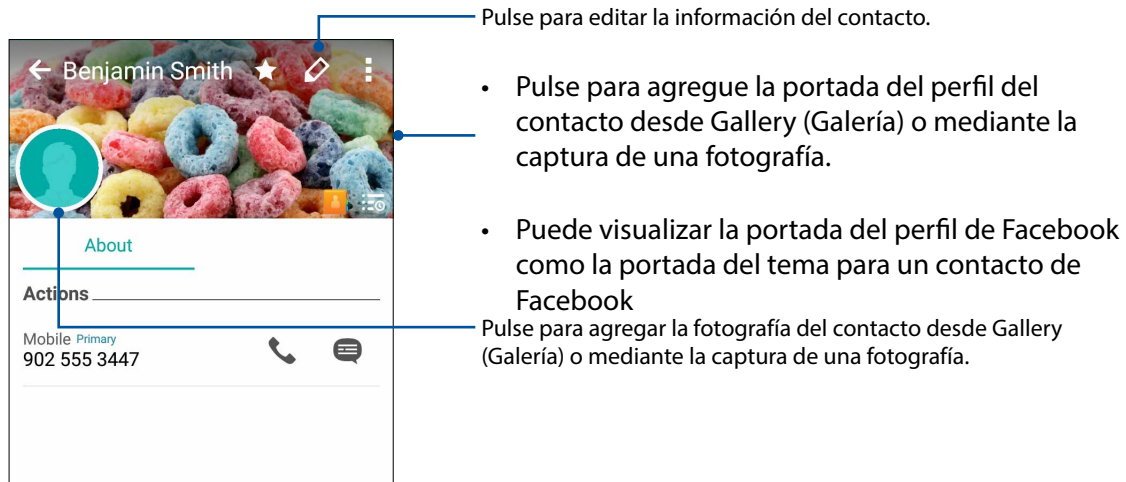 Pulse para editar la información del contacto.
Benjamin Smith
• Pulse para agregue la portada del perfil del
contacto desde Gallery (Galería) o mediante la
captura de una fotografía.
• Puede visualizar la portada del perfil de Facebook
como la portada del tema para un contacto de
Facebook
About
Actions
Pulse para agregar la fotografía del contacto desde Gallery
(Galería) o mediante la captura de una fotografía.
Mobile Primary
902 555 3447